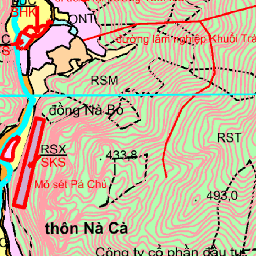 BHK
ONT
đường lâm nghiệp Khuổi Trà
RSM
đồng Nà Bó
RST
RSX
433,8
SKS
Mỏ sét Pá Chủ
493,0
thôn Nà Cà
Công ty cổ phần đầu tư